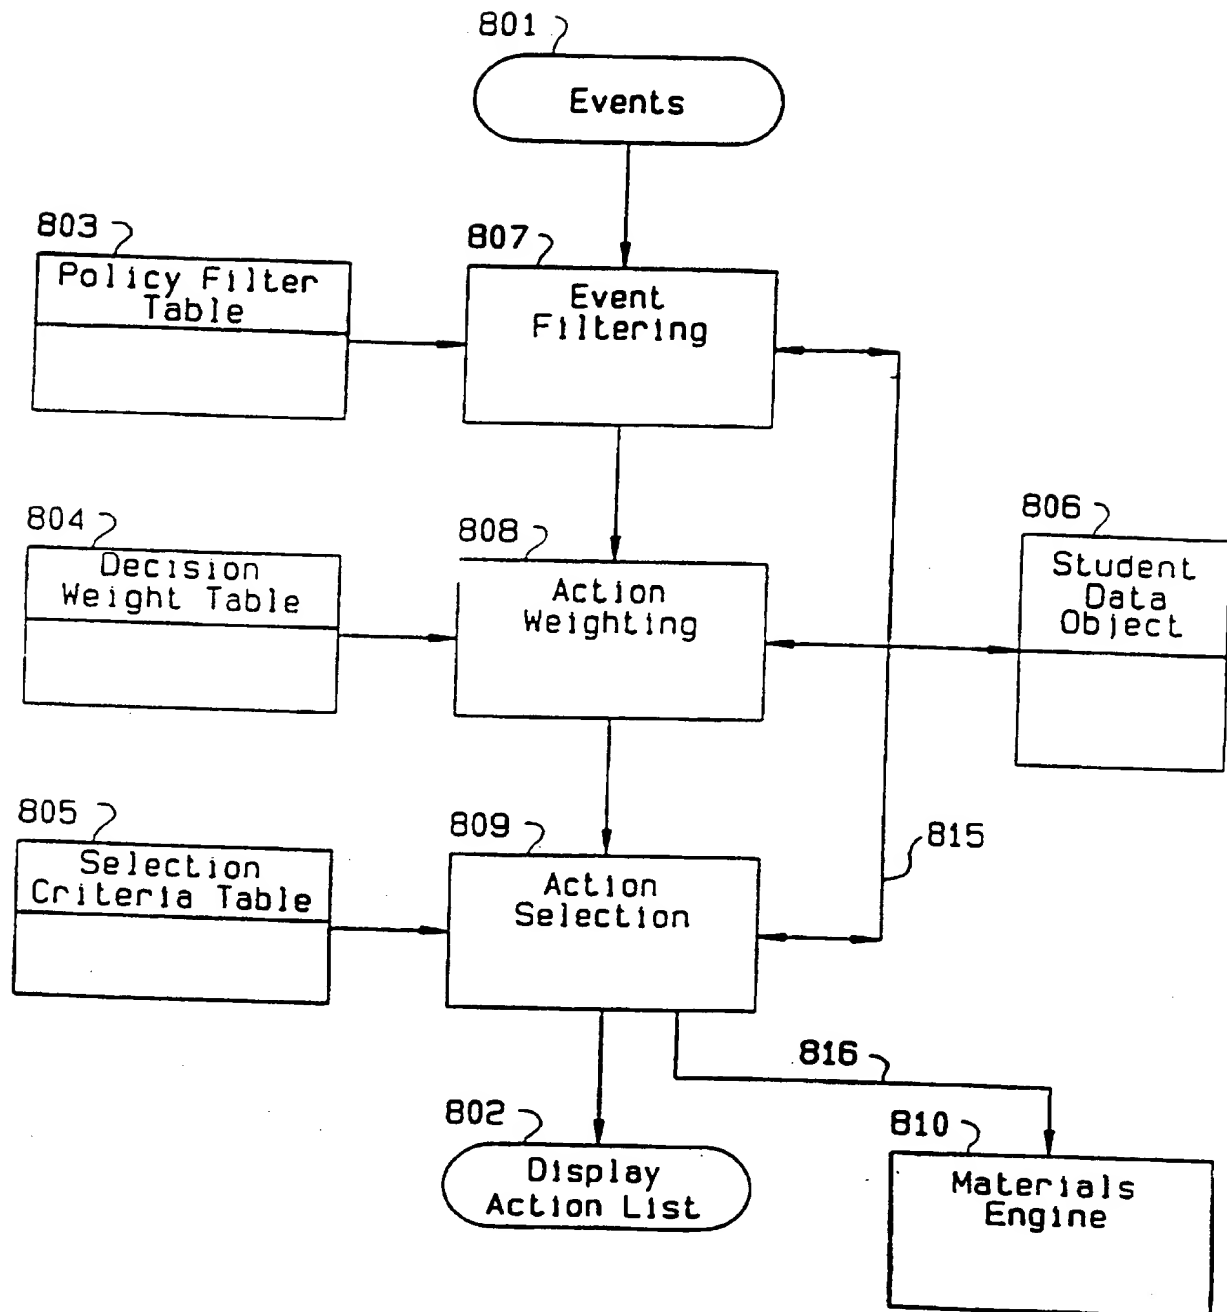 801
Events
803
Policy Filter
Table
807
Event
Filtering
804
Decision
Weight Table
808
Action
Weighting
806
Student
Data
Object
805
Selection
Criteria Table
809
Action
Selection
815
816
802
Display
Action List
810
Materials
Engine